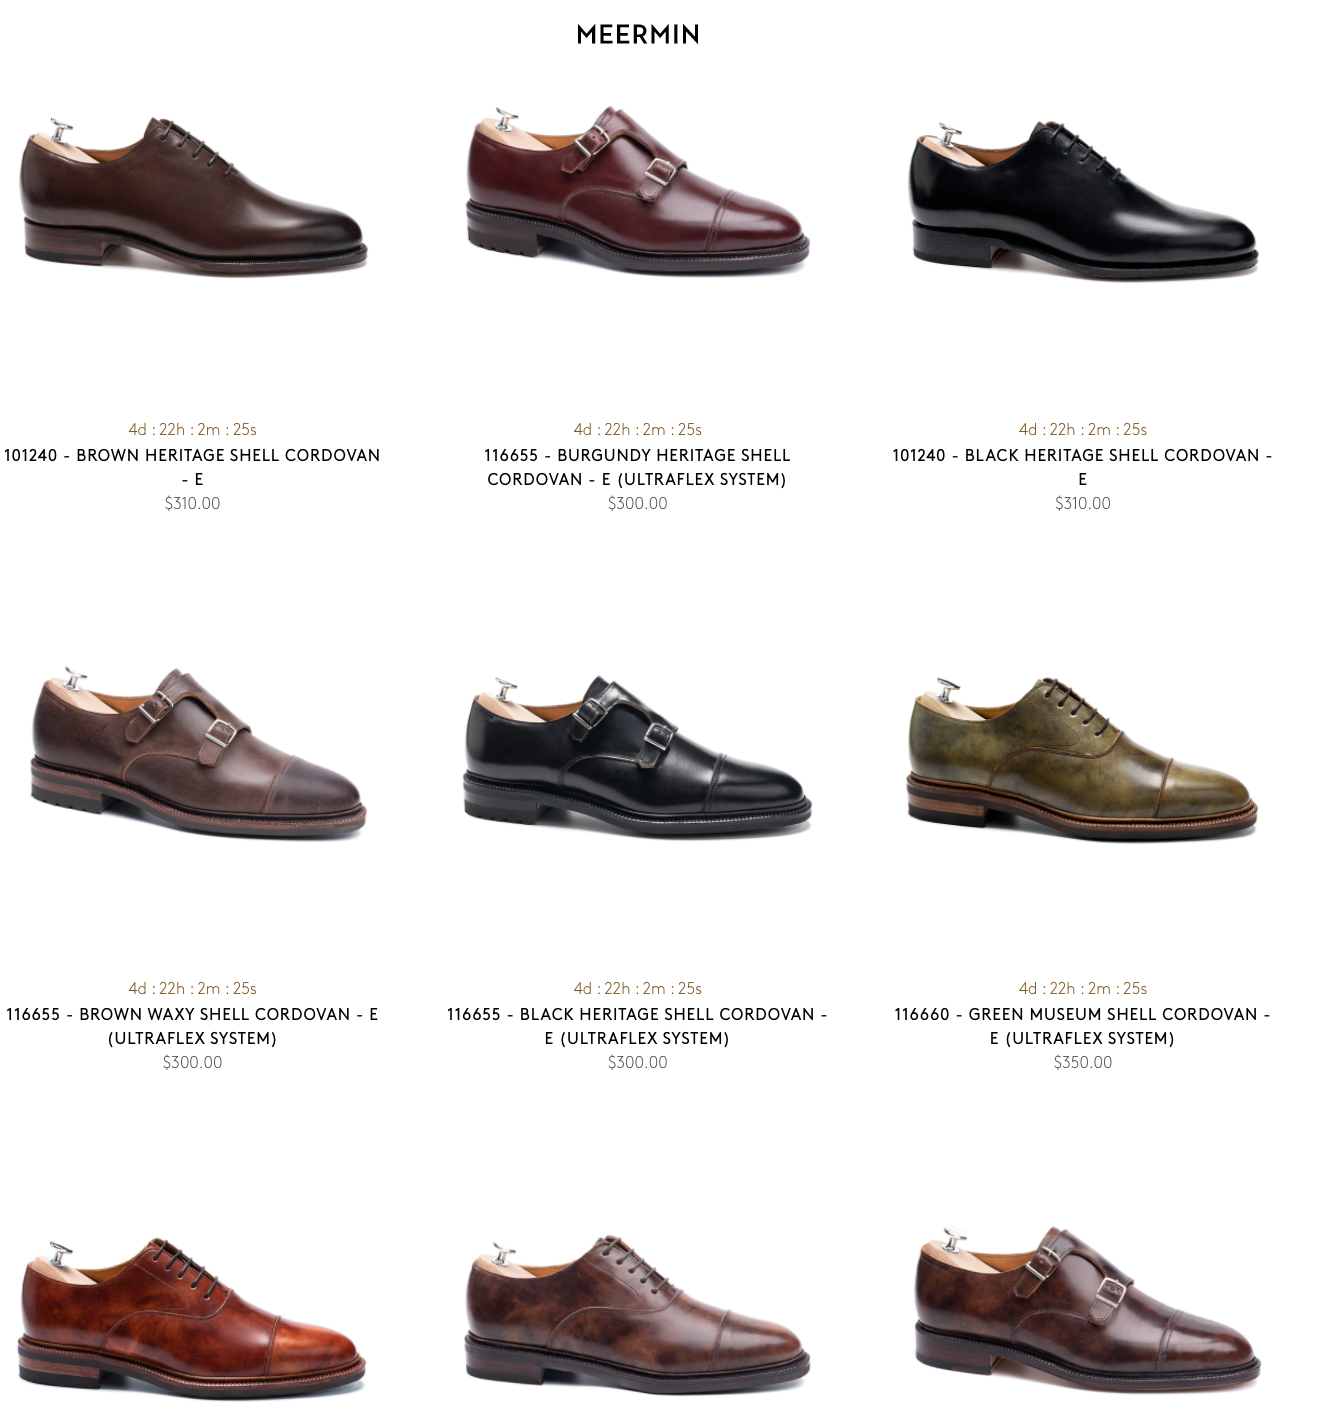 MEERMIN
4d : 22h : 2m : 25s
101240 - BROWN HERITAGE SHELL CORDOVAN
- E
$310.00
4d : 22h : 2m : 25s
116655 - BURGUNDY HERITAGE SHELL
CORDOVAN - E (ULTRAFLEX SYSTEM)
$300.00
4d : 22h : 2m : 25s
101240 - BLACK HERITAGE SHELL CORDOVAN -
E
$310.00
4d : 22h : 2m : 25s
116655 - BROWN WAXY SHELL CORDOVAN - E
(ULTRAFLEX SYSTEM)
$300.00
4d : 22h : 2m : 25s
116655 - BLACK HERITAGE SHELL CORDOVAN -
E (ULTRAFLEX SYSTEM)
$300.00
4d : 22h : 2m : 25s
116660 - GREEN MUSEUM SHELL CORDOVAN -
E (ULTRAFLEX SYSTEM)
$350.00